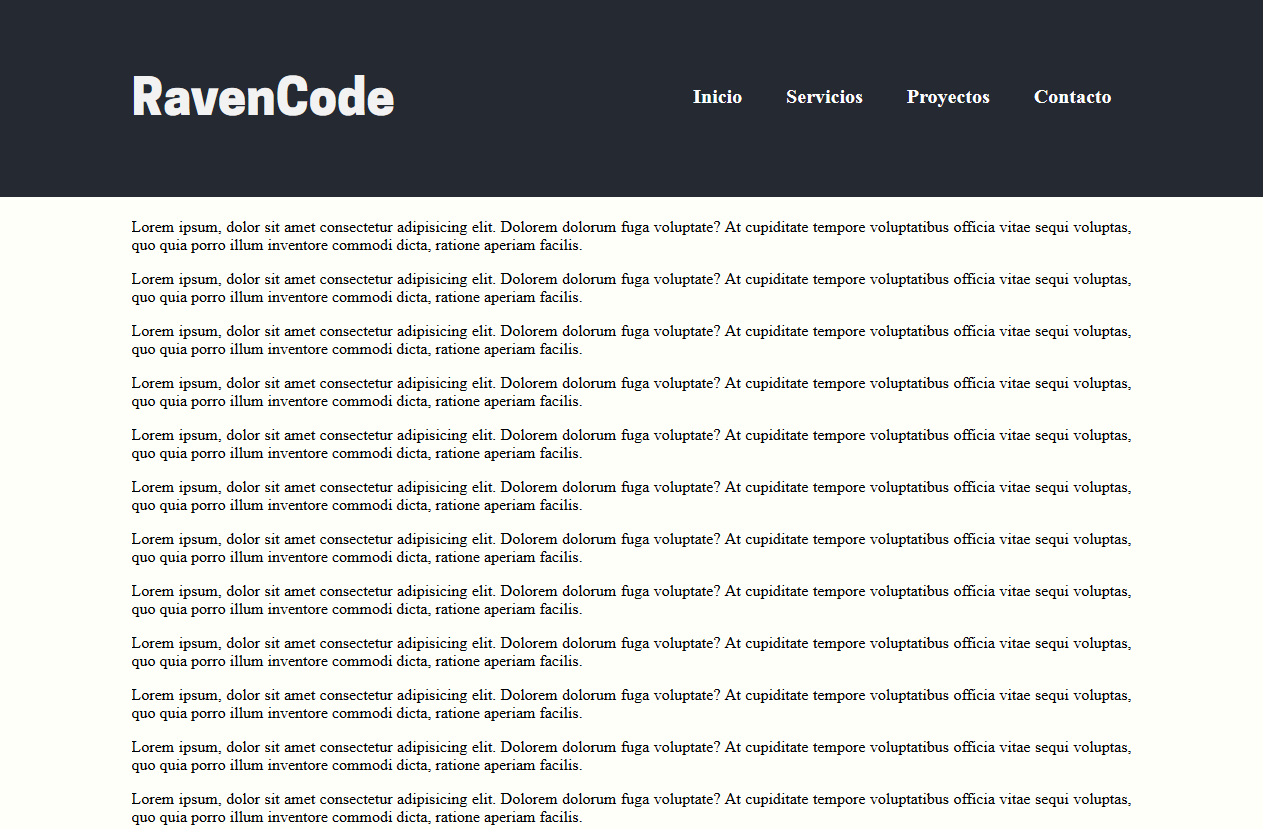 RavenCode
Inicio Servicios Proyectos Contacto
Lorem ipsum, dolor sit amet consectetur adipisicing elit. Dolorem dolorum fuga voluptate? At cupiditate tempore voluptatibus officia vitae sequi voluptas,
quo quia porro illum inventore commodi dicta, ratione aperiam facilis.
Lorem ipsum, dolor sit amet consectetur adipisicing elit. Dolorem dolorum fuga voluptate? At cupiditate tempore voluptatibus officia vitae sequi voluptas,
quo quia porro illum inventore commodi dicta, ratione aperiam facilis.
Lorem ipsum, dolor sit amet consectetur adipisicing elit. Dolorem dolorum fuga voluptate? At cupiditate tempore voluptatibus officia vitae sequi voluptas,
quo quia porro illum inventore commodi dicta, ratione aperiam facilis.
Lorem ipsum, dolor sit amet consectetur adipisicing elit. Dolorem dolorum fuga voluptate? At cupiditate tempore voluptatibus officia vitae sequi voluptas,
quo quia porro illum inventore commodi dicta, ratione aperiam facilis.
Lorem ipsum, dolor sit amet consectetur adipisicing elit. Dolorem dolorum fuga voluptate? At cupiditate tempore voluptatibus officia vitae sequi voluptas,
quo quia porro illum inventore commodi dicta, ratione aperiam facilis.
Lorem ipsum, dolor sit amet consectetur adipisicing elit. Dolorem dolorum fuga voluptate? At cupiditate tempore voluptatibus officia vitae sequi voluptas,
quo quia porro illum inventore commodi dicta, ratione aperiam facilis.
Lorem ipsum, dolor sit amet consectetur adipisicing elit. Dolorem dolorum fuga voluptate? At cupiditate tempore voluptatibus officia vitae sequi voluptas,
quo quia porro illum inventore commodi dicta, ratione aperiam facilis.
Lorem ipsum, dolor sit amet consectetur adipisicing elit. Dolorem dolorum fuga voluptate? At cupiditate tempore voluptatibus officia vitae sequi voluptas,
quo quia porro illum inventore commodi dicta, ratione aperiam facilis.
Lorem ipsum, dolor sit amet consectetur adipisicing elit. Dolorem dolorum fuga voluptate? At cupiditate tempore voluptatibus officia vitae sequi voluptas,
quo quia porro illum inventore commodi dicta, ratione aperiam facilis.
Lorem ipsum, dolor sit amet consectetur adipisicing elit. Dolorem dolorum fuga voluptate? At cupiditate tempore voluptatibus officia vitae sequi voluptas,
quo quia porro illum inventore commodi dicta, ratione aperiam facilis.
Lorem ipsum, dolor sit amet consectetur adipisicing elit. Dolorem dolorum fuga voluptate? At cupiditate tempore voluptatibus officia vitae sequi voluptas,
quo quia porro illum inventore commodi dicta, ratione aperiam facilis.
Lorem ipsum, dolor sit amet consectetur adipisicing elit. Dolorem dolorum fuga voluptate? At cupiditate tempore voluptatibus officia vitae sequi voluptas,
quo quia porro illum inventore commodi dicta, ratione aperiam facilis.